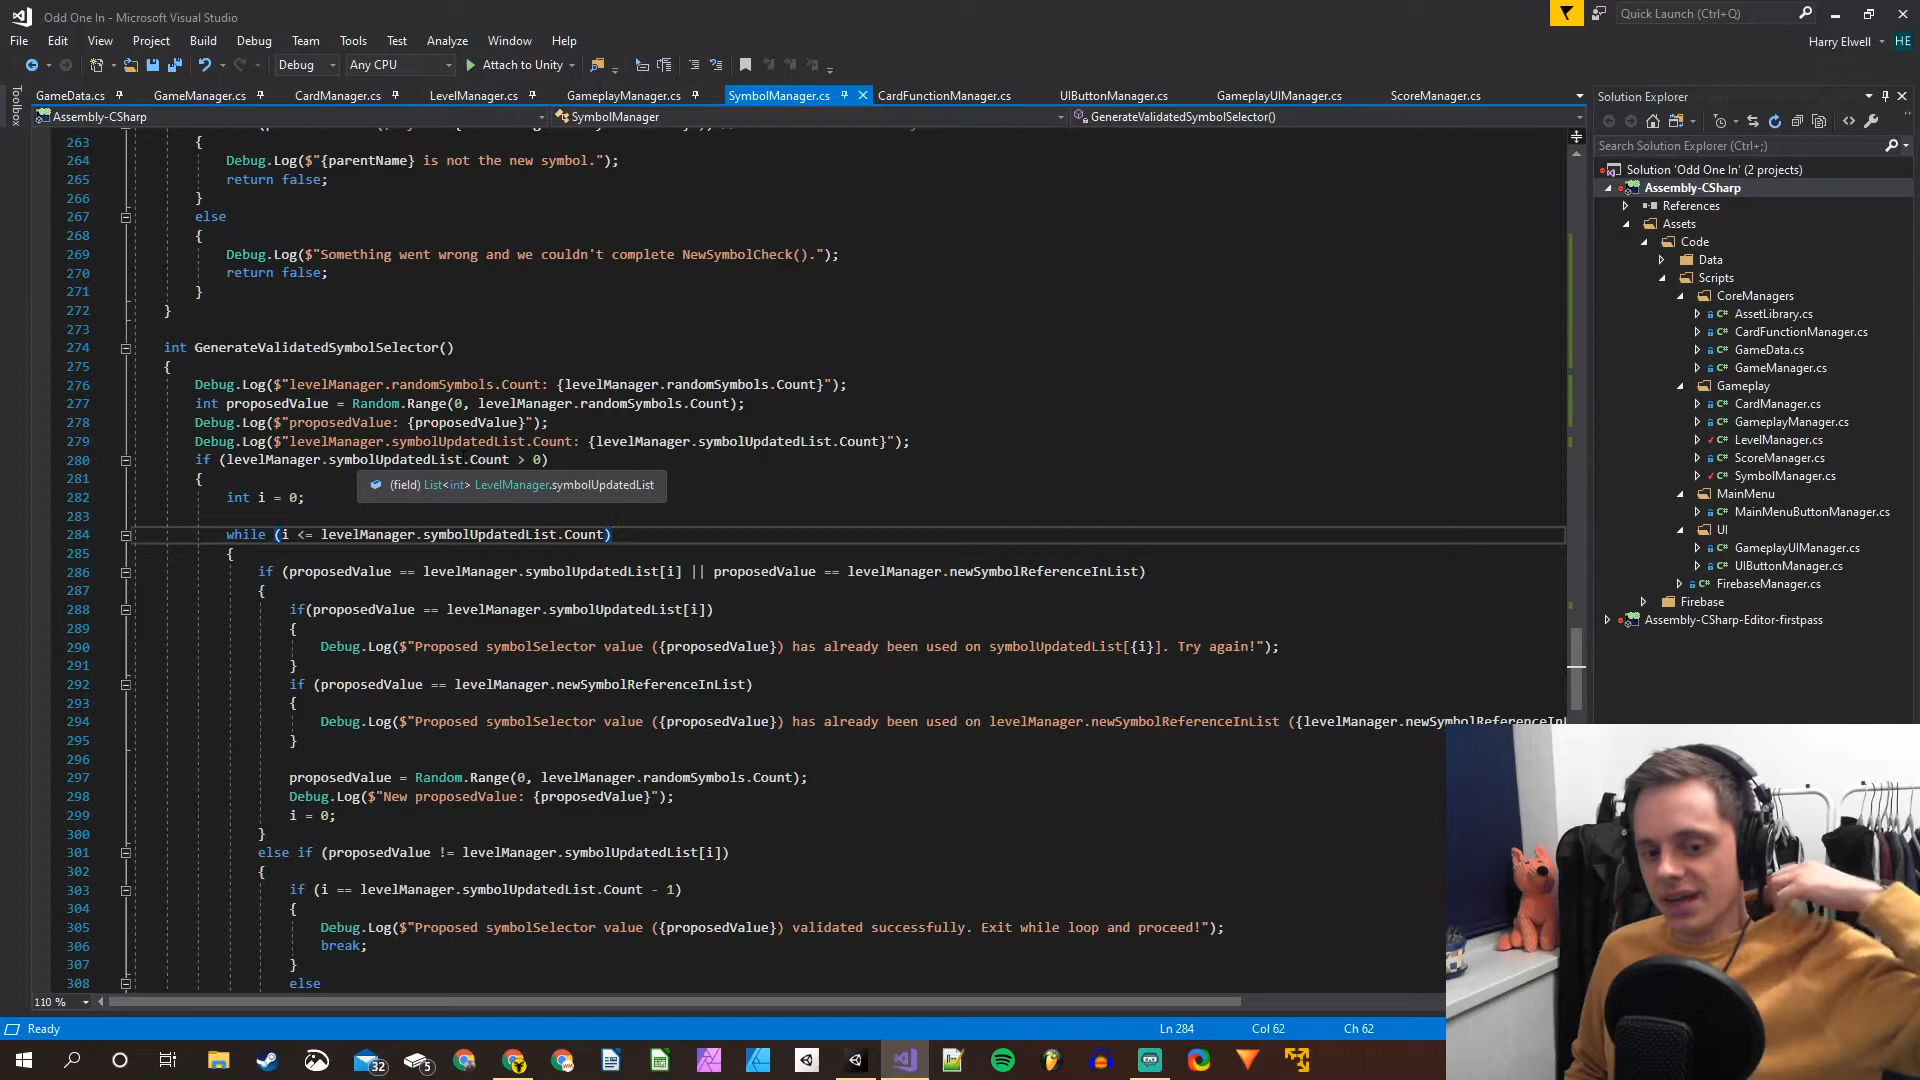 Odd One In - Microsoft Visual Studio
Quick Launch (Ctrl+Q)
File Edit View Project Build Debug Team Tools Test Analyze Window Help
Harry Elwell HE
Debug Any CPU Attach to Unity
Toolbox
GameData.cs GameManager.cs CardManager.cs LevelManager.cs GameplayManager.cs SymbolManager.cs CardFunctionManager.cs UIButtonManager.cs GameplayUIManager.cs ScoreManager.cs
Assembly-CSharp SymbolManager GenerateValidatedSymbolSelector()
263 {
264 Debug.Log($"{parentName} is not the new symbol.");
265 return false;
266 }
267 else
268 {
269 Debug.Log($"Something went wrong and we couldn't complete NewSymbolCheck().");
270 return false;
271 }
272 }
273
274 int GenerateValidatedSymbolSelector()
275 {
276 Debug.Log($"levelManager.randomSymbols.Count: {levelManager.randomSymbols.Count}");
277 int proposedValue = Random.Range(0, levelManager.randomSymbols.Count);
278 Debug.Log($"proposedValue: {proposedValue}");
279 Debug.Log($"levelManager.symbolUpdatedList.Count: {levelManager.symbolUpdatedList.Count}");
280 if (levelManager.symbolUpdatedList.Count > 0)
281 {
(field) List<int> LevelManager.symbolUpdatedList
282 int i = 0;
283
284 while (i <= levelManager.symbolUpdatedList.Count)
285 {
286 if (proposedValue == levelManager.symbolUpdatedList[i] || proposedValue == levelManager.newSymbolReferenceInList)
287 {
288 if(proposedValue == levelManager.symbolUpdatedList[i])
289 {
290 Debug.Log($"Proposed symbolSelector value ({proposedValue}) has already been used on symbolUpdatedList[{i}]. Try again!");
291 }
292 if (proposedValue == levelManager.newSymbolReferenceInList)
293 {
294 Debug.Log($"Proposed symbolSelector value ({proposedValue}) has already been used on levelManager.newSymbolReferenceInList ({levelManager.newSymbolReferenceInL
295 }
296
297 proposedValue = Random.Range(0, levelManager.randomSymbols.Count);
298 Debug.Log($"New proposedValue: {proposedValue}");
299 i = 0;
300 }
301 else if (proposedValue != levelManager.symbolUpdatedList[i])
302 {
303 if (i == levelManager.symbolUpdatedList.Count - 1)
304 {
305 Debug.Log($"Proposed symbolSelector value ({proposedValue}) validated successfully. Exit while loop and proceed!");
306 break;
307 }
308 else
110 %
Solution Explorer
Search Solution Explorer (Ctrl+;)
Solution 'Odd One In' (2 projects)
Assembly-CSharp
References
Assets
Code
Data
Scripts
CoreManagers
AssetLibrary.cs
CardFunctionManager.cs
GameData.cs
GameManager.cs
Gameplay
CardManager.cs
GameplayManager.cs
LevelManager.cs
ScoreManager.cs
SymbolManager.cs
MainMenu
MainMenuButtonManager.cs
UI
GameplayUIManager.cs
UIButtonManager.cs
FirebaseManager.cs
Firebase
Assembly-CSharp-Editor-firstpass
Ready Ln 284 Col 62 Ch 62
32 5